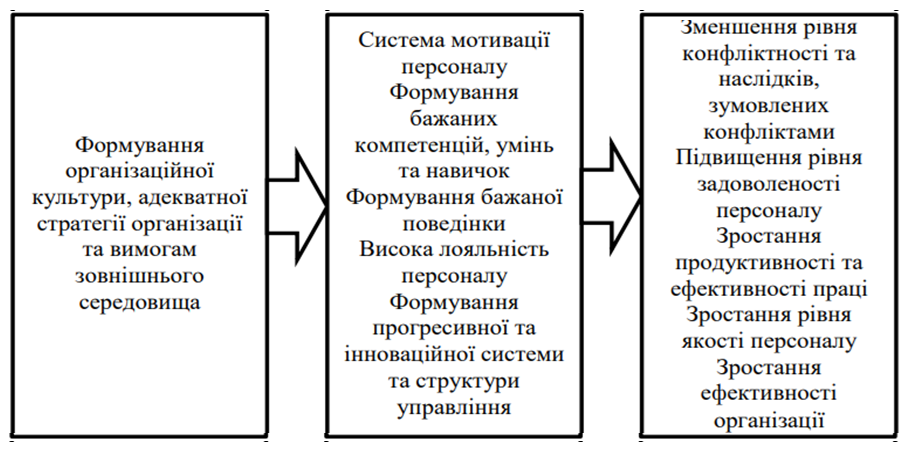 Формування
організаційної
культури, адекватної
стратегії організації
та вимогам
зовнішнього
середовища
Система мотивації
персоналу
Формування
бажаних
компетенцій, умінь
та навичок
Формування бажаної
поведінки
Висока лояльність
персоналу
Формування
прогресивної та
інноваційної системи
та структури
управління
Зменшення рівня
конфліктності та
наслідків,
зумовлених
конфліктами
Підвищення рівня
задоволеності
персоналу
Зростання
продуктивності та
ефективності праці
Зростання рівня
якості персоналу
Зростання
ефективності
організації